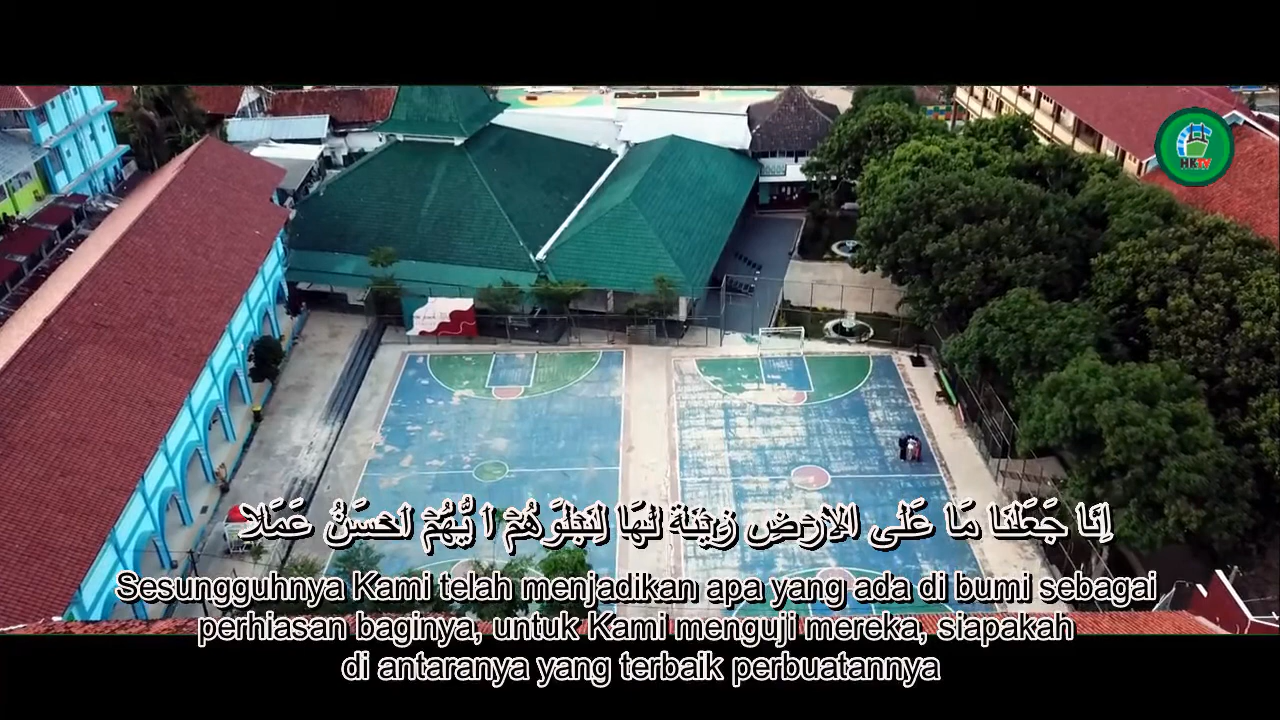 HKTV
اِنَّا جَعَلْنَا مَا عَلَى الْاَرْضِ زِيْنَةً لَّهَا لِنَبْلُوَهُمْ اَيُّهُمْ اَحْسَنُ عَمَلًا
Sesungguhnya Kami telah menjadikan apa yang ada di bumi sebagai
perhiasan baginya, untuk Kami menguji mereka, siapakah
di antaranya yang terbaik perbuatannya